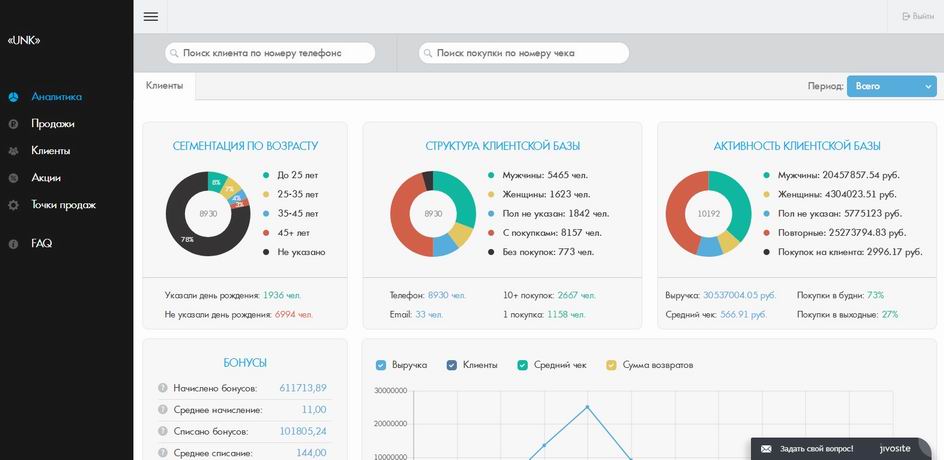 «UNK»
Аналитика
Продажи
Клиенты
Акции
Точки продаж
FAQ
Выйти
Поиск клиента по номеру телефона
Поиск покупки по номеру чека
Клиенты
Период: Всего
СЕГМЕНТАЦИЯ ПО ВОЗРАСТУ
8%
7%
4%
3%
78%
8930
До 25 лет
25-35 лет
35-45 лет
45+ лет
Не указано
Указали день рождения: 1936 чел.
Не указали день рождения: 6994 чел.
СТРУКТУРА КЛИЕНТСКОЙ БАЗЫ
8930
Мужчины: 5465 чел.
Женщины: 1623 чел.
Пол не указан: 1842 чел.
С покупками: 8157 чел.
Без покупок: 773 чел.
Телефон: 8930 чел. 10+ покупок: 2667 чел.
Email: 33 чел. 1 покупка: 1158 чел.
АКТИВНОСТЬ КЛИЕНТСКОЙ БАЗЫ
10192
Мужчины: 20457857.54 руб.
Женщины: 4304023.51 руб.
Пол не указан: 5775123 руб.
Повторные: 25273794.83 руб.
Покупок на клиента: 2996.17 руб.
Выручка: 30537004.05 руб. Покупки в будни: 73%
Средний чек: 566.91 руб. Покупки в выходные: 27%
БОНУСЫ
? Начислено бонусов: 611713,89
? Среднее начисление: 11,00
? Списано бонусов: 101805,24
? Среднее списание: 144,00
Выручка Клиенты Средний чек Сумма возвратов
30000000
20000000
10000000
Задать свой вопрос! jivosite